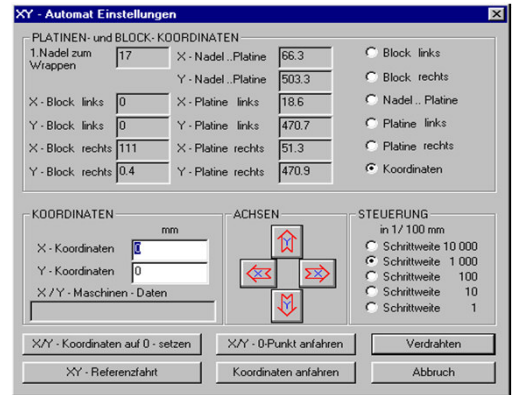 XY - Automat Einstellungen
PLATINEN- und BLOCK- KOORDINATEN
1.Nadel zum Wrappen 17 X - Nadel .. Platine 66.3 Block links
Y - Nadel .. Platine 503.3 Block rechts
X - Block links 0 X - Platine links 18.6 Nadel .. Platine
Y - Block links 0 Y - Platine links 470.7 Platine links
X - Block rechts 111 X - Platine rechts 51.3 Platine rechts
Y - Block rechts 0.4 Y - Platine rechts 470.9 Koordinaten
KOORDINATEN ACHSEN STEUERUNG
mm in 1/ 100 mm
X - Koordinaten 0 Y Schrittweite 10 000
Y - Koordinaten 0 X X Schrittweite 1 000
X / Y - Maschinen - Daten Schrittweite 100
Y Schrittweite 10
Schrittweite 1
X/Y - Koordinaten auf 0 - setzen X/Y - 0-Punkt anfahren Verdrahten
XY - Referenzfahrt Koordinaten anfahren Abbruch